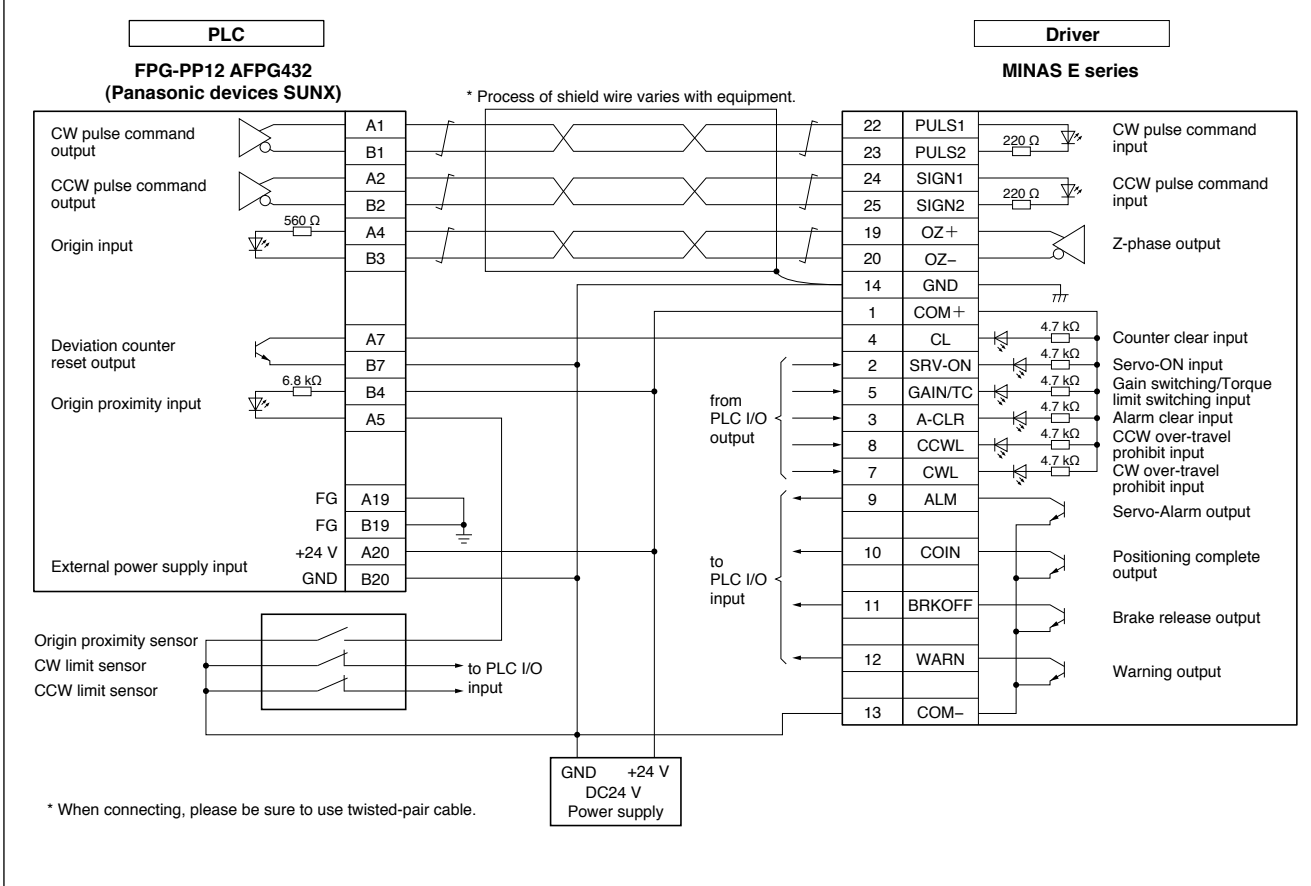 PLC
Driver
FPG-PP12 AFPG432
(Panasonic devices SUNX)
MINAS E series
* Process of shield wire varies with equipment.
CW pulse command
output
A1
B1
22 PULS1
23 PULS2
220 Ω
CW pulse command
input
CCW pulse command
output
A2
B2
24 SIGN1
25 SIGN2
220 Ω
CCW pulse command
input
Origin input
560 Ω
A4
B3
19 OZ+
20 OZ−
Z-phase output
14 GND
1 COM+
Deviation counter
reset output
A7
B7
4 CL
4.7 kΩ
Counter clear input
2 SRV-ON
4.7 kΩ
Servo-ON input
Origin proximity input
6.8 kΩ
B4
A5
from
PLC I/O
output
5 GAIN/TC
4.7 kΩ
Gain switching/Torque
limit switching input
3 A-CLR
4.7 kΩ
Alarm clear input
8 CCWL
4.7 kΩ
CCW over-travel
prohibit input
7 CWL
4.7 kΩ
CW over-travel
prohibit input
FG A19
FG B19
External power supply input
+24 V A20
GND B20
to
PLC I/O
input
9 ALM
Servo-Alarm output
10 COIN
Positioning complete
output
11 BRKOFF
Brake release output
12 WARN
Warning output
13 COM−
Origin proximity sensor
CW limit sensor
CCW limit sensor
to PLC I/O
input
GND +24 V
DC24 V
Power supply
* When connecting, please be sure to use twisted-pair cable.